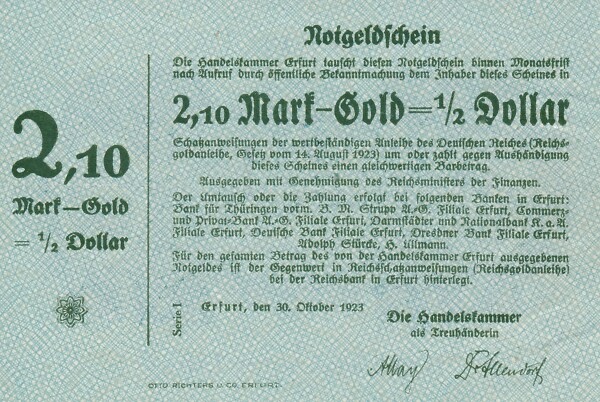 Notgeldschein
Die Handelskammer Erfurt tauscht diesen Notgeldschein binnen Monatsfrist
nach Aufruf durch öffentliche Bekanntmachung dem Inhaber dieses Scheines in
2,10 Mark-Gold = 1/2 Dollar
Schatzanweisungen der wertbeständigen Anleihe des Deutschen Reiches (Reichs-
goldanleihe, Gesetz vom 14. August 1923) um oder zahlt gegen Aushändigung
dieses Scheines einen gleichwertigen Barbetrag.
Ausgegeben mit Genehmigung des Reichsministers der Finanzen.
Der Umtausch oder die Zahlung erfolgt bei folgenden Banken in Erfurt:
Bank für Thüringen vorm. B. M. Strupp A.-G. Filiale Erfurt, Commerz-
und Privat-Bank A.-G. Filiale Erfurt, Darmstädter und Nationalbank K. a. A.
Filiale Erfurt, Deutsche Bank Filiale Erfurt, Dresdner Bank Filiale Erfurt,
Adolph Stürcke, H. Ullmann.
Für den gesamten Betrag des von der Handelskammer Erfurt ausgegebenen
Notgeldes ist der Gegenwert in Reichsschatzanweisungen (Reichsgoldanleihe)
bei der Reichsbank in Erfurt hinterlegt.
Erfurt, den 30. Oktober 1923
Die Handelskammer
als Treuhänderin
2,10
Mark-Gold
= 1/2 Dollar
Serie I
OTTO RICHTERS U. CO. ERFURT.